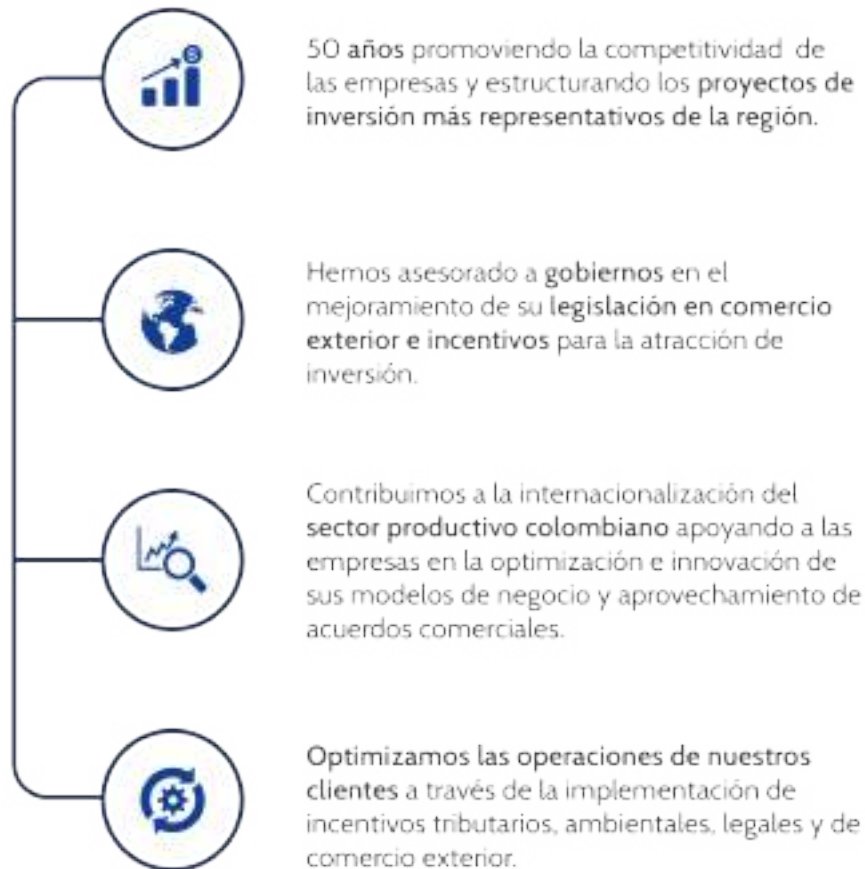 50 años promoviendo la competitividad de
las empresas y estructurando los proyectos de
inversión más representativos de la región.
Hemos asesorado a gobiernos en el
mejoramiento de su legislación en comercio
exterior e incentivos para la atracción de
inversión.
Contribuimos a la internacionalización del
sector productivo colombiano apoyando a las
empresas en la optimización e innovación de
sus modelos de negocio y aprovechamiento de
acuerdos comerciales.
Optimizamos las operaciones de nuestros
clientes a través de la implementación de
incentivos tributarios, ambientales, legales y de
comercio exterior.